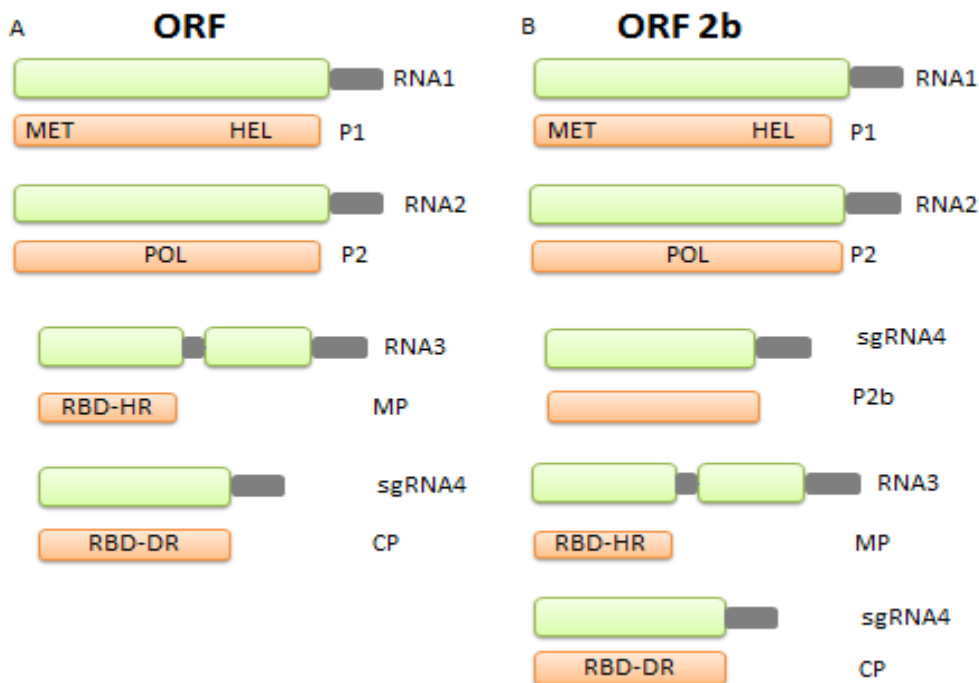 A ORF
RNA1
MET HEL P1
RNA2
POL P2
RNA3
RBD-HR MP
sgRNA4
RBD-DR CP
B ORF 2b
RNA1
MET HEL P1
RNA2
POL P2
sgRNA4
P2b
RNA3
RBD-HR MP
sgRNA4
RBD-DR CP